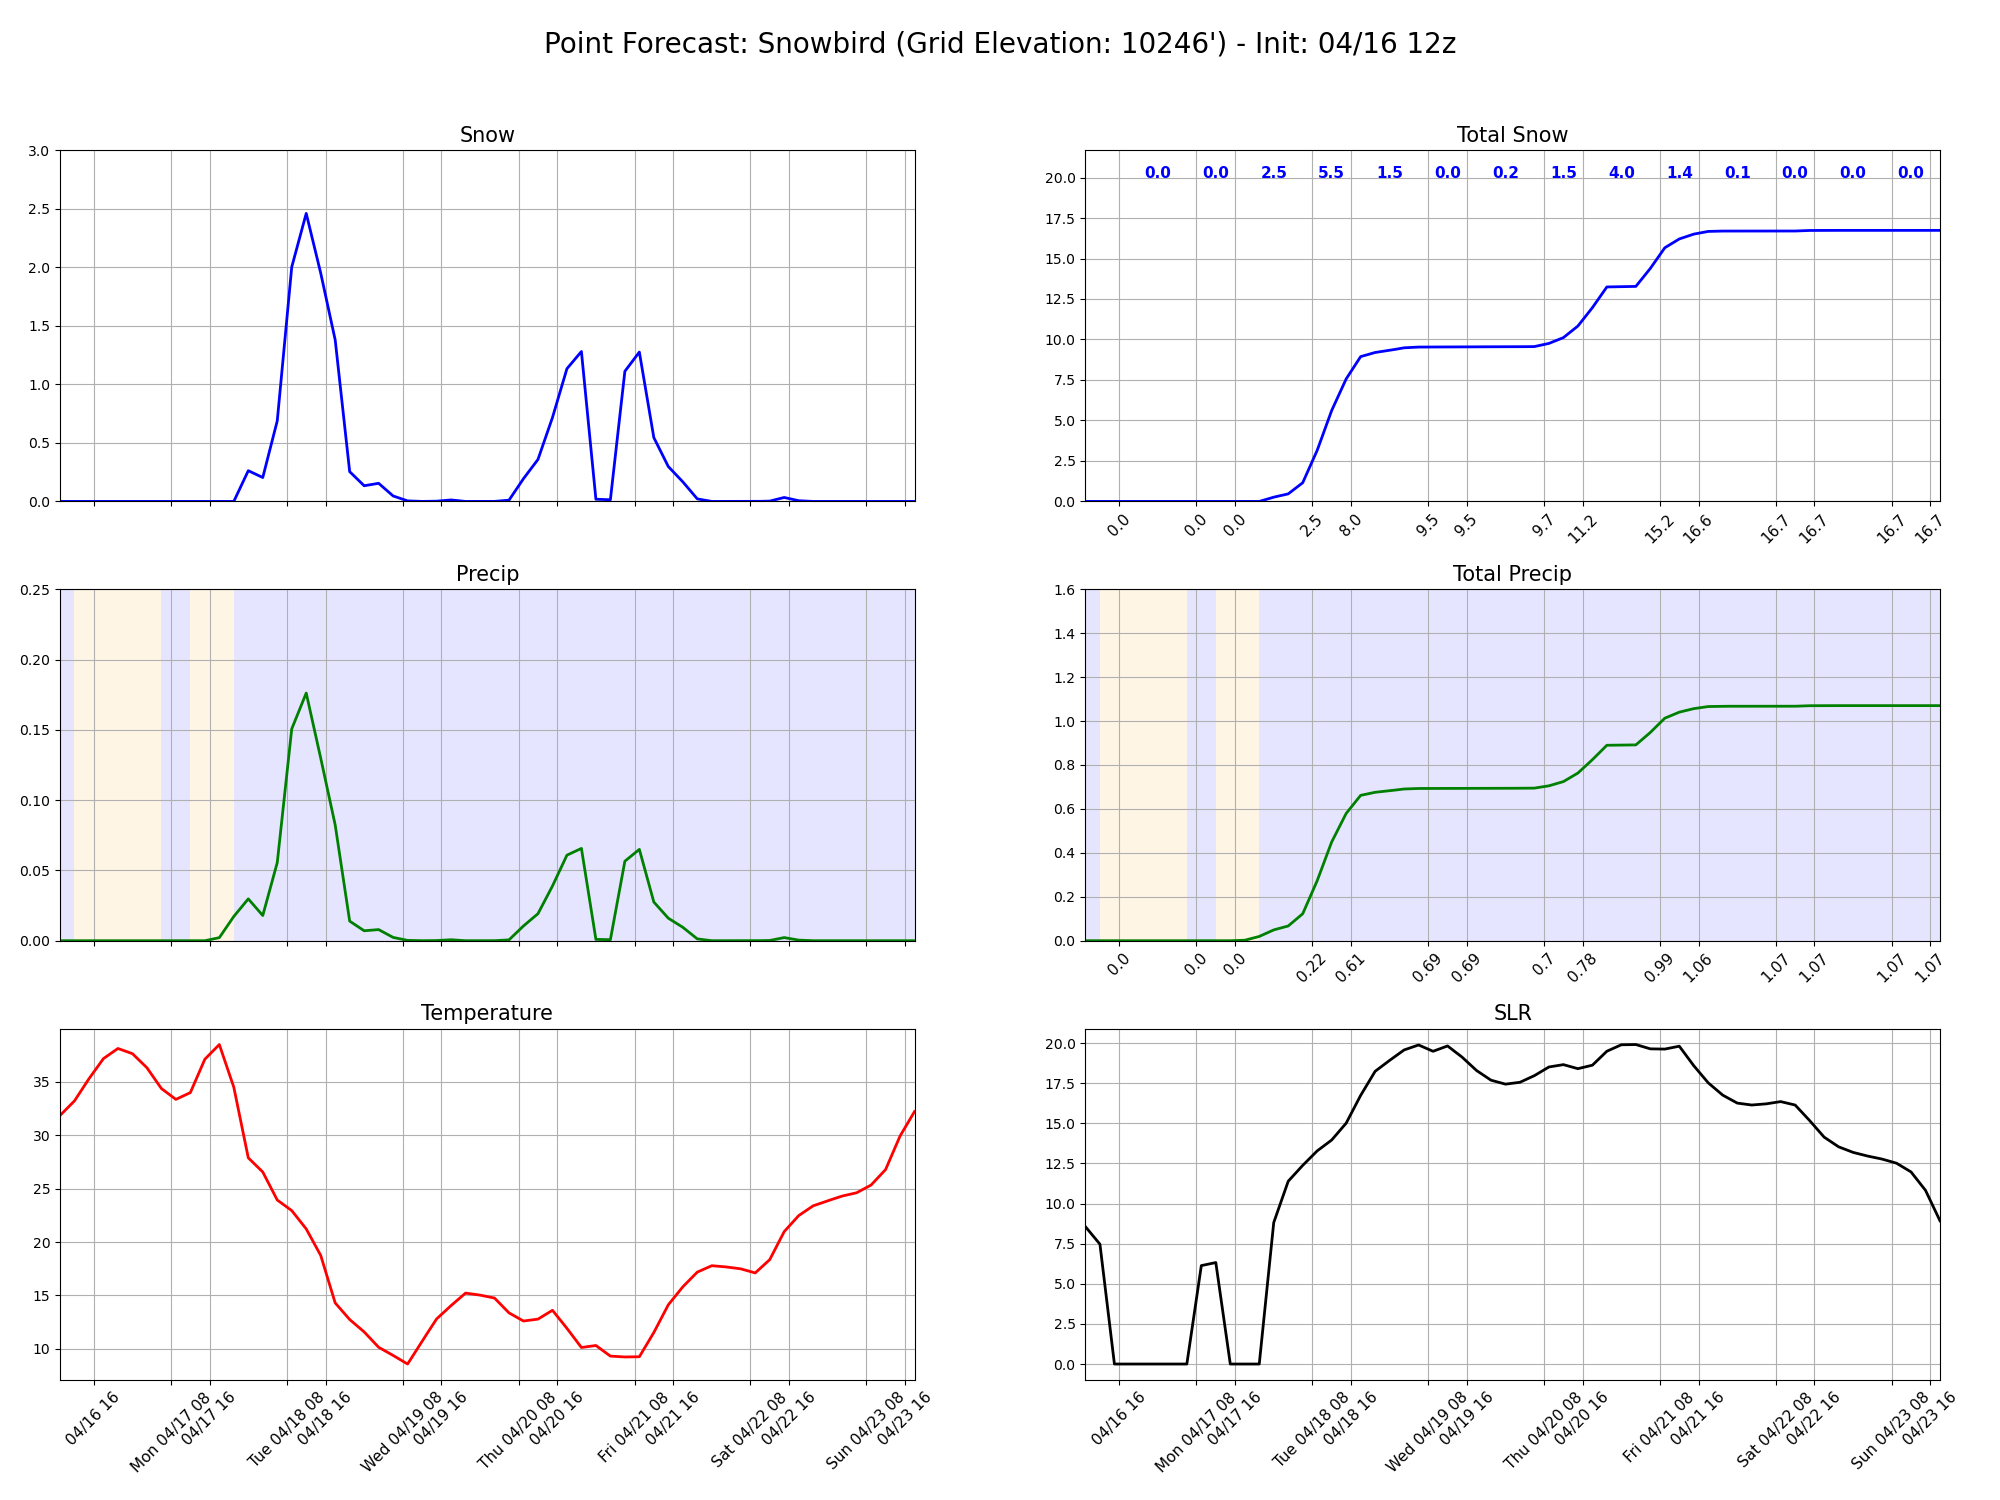 Point Forecast: Snowbird (Grid Elevation: 10246') - Init: 04/16 12z
Snow
3.0
2.5
2.0
1.5
1.0
0.5
0.0
Total Snow
0.0 0.0 2.5 5.5 1.5 0.0 0.2 1.5 4.0 1.4 0.1 0.0 0.0 0.0
20.0
17.5
15.0
12.5
10.0
7.5
5.0
2.5
0.0
0.0 0.0 0.0 2.5 8.0 9.5 9.5 9.7 11.2 15.2 16.6 16.7 16.7 16.7 16.7
Precip
0.25
0.20
0.15
0.10
0.05
0.00
Total Precip
1.6
1.4
1.2
1.0
0.8
0.6
0.4
0.2
0.0
0.0 0.0 0.0 0.22 0.61 0.69 0.69 0.7 0.78 0.99 1.06 1.07 1.07 1.07 1.07
Temperature
35
30
25
20
15
10
04/16 16
Mon 04/17 08
04/17 16
Tue 04/18 08
04/18 16
Wed 04/19 08
04/19 16
Thu 04/20 08
04/20 16
Fri 04/21 08
04/21 16
Sat 04/22 08
04/22 16
Sun 04/23 08
04/23 16
SLR
20.0
17.5
15.0
12.5
10.0
7.5
5.0
2.5
0.0
04/16 16
Mon 04/17 08
04/17 16
Tue 04/18 08
04/18 16
Wed 04/19 08
04/19 16
Thu 04/20 08
04/20 16
Fri 04/21 08
04/21 16
Sat 04/22 08
04/22 16
Sun 04/23 08
04/23 16